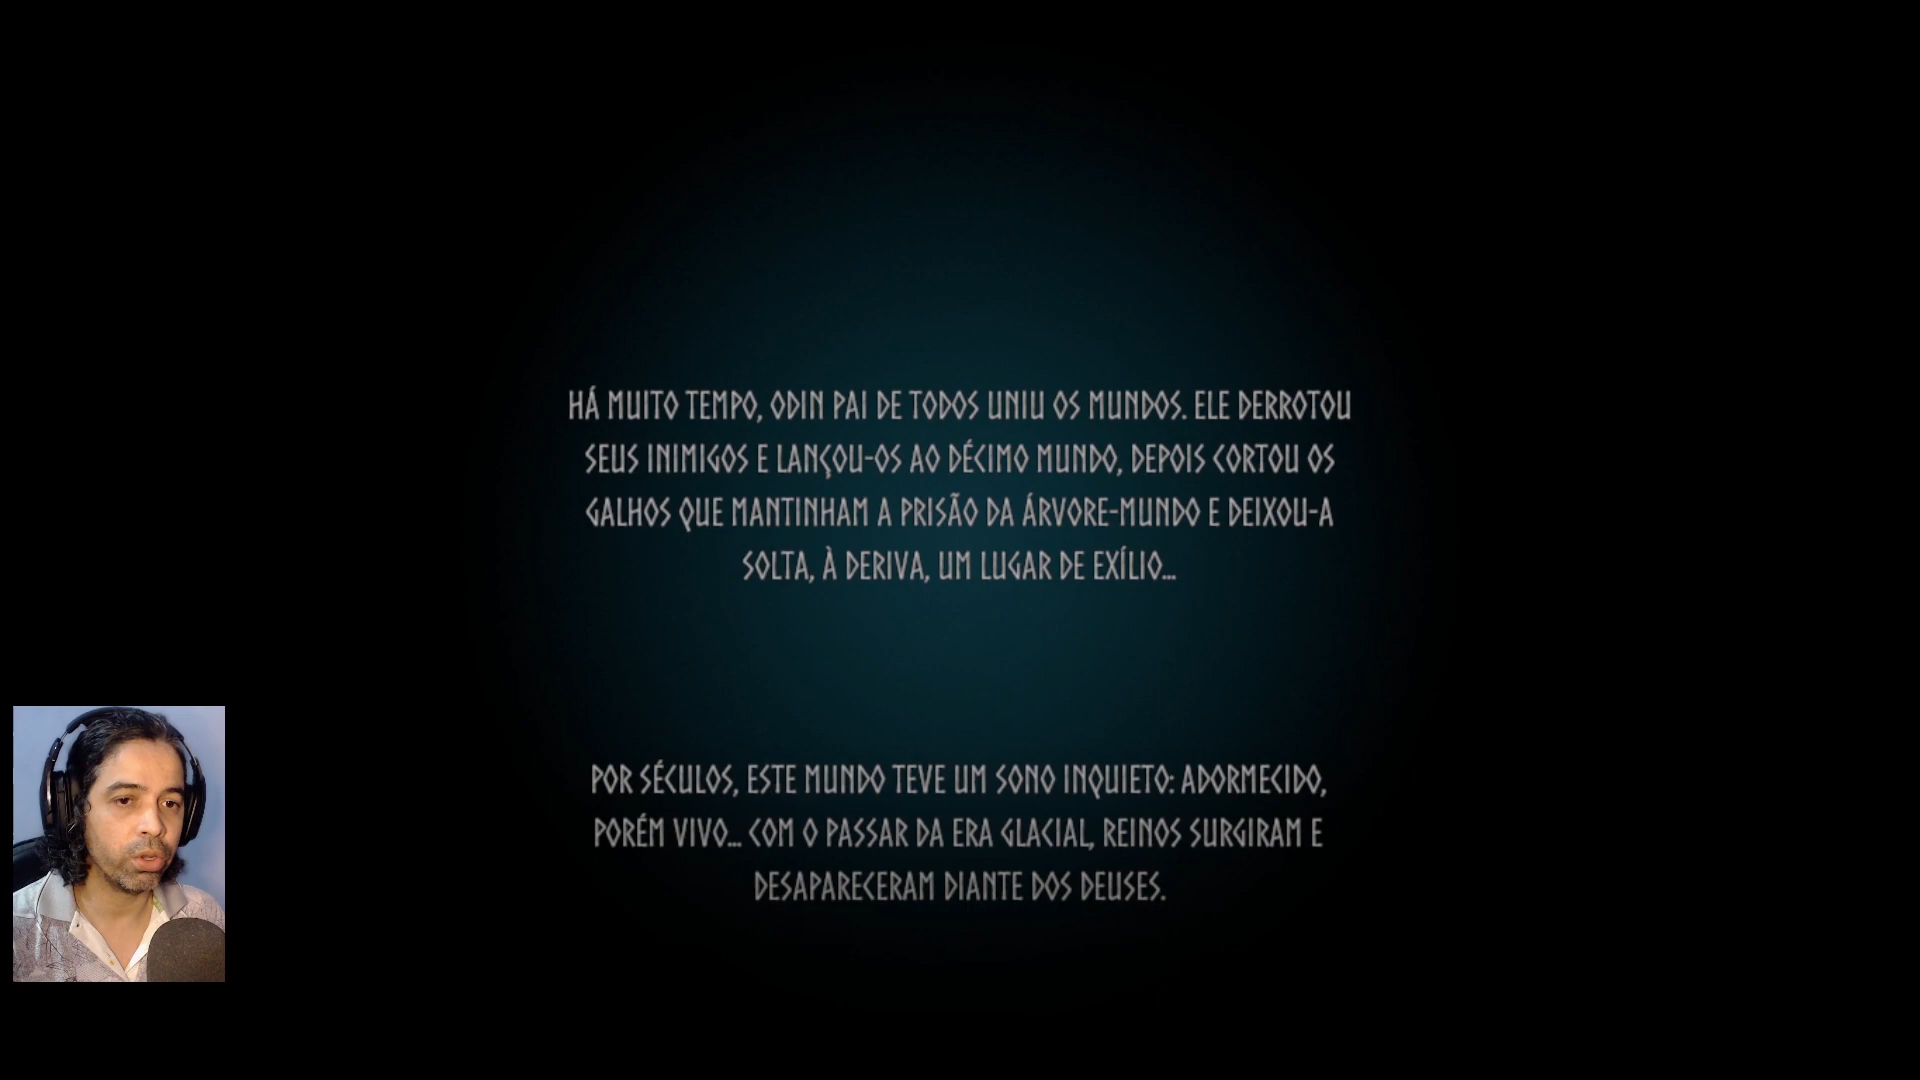 HÁ MUITO TEMPO, ODIN PAI DE TODOS UNIU OS MUNDOS. ELE DERROTOU
SEUS INIMIGOS E LANÇOU-OS AO DÉCIMO MUNDO, DEPOIS CORTOU OS
GALHOS QUE MANTINHAM A PRISÃO DA ÁRVORE-MUNDO E DEIXOU-A
SOLTA, À DERIVA, UM LUGAR DE EXÍLIO...
POR SÉCULOS, ESTE MUNDO TEVE UM SONO INQUIETO: ADORMECIDO,
PORÉM VIVO... COM O PASSAR DA ERA GLACIAL, REINOS SURGIRAM E
DESAPARECERAM DIANTE DOS DEUSES.